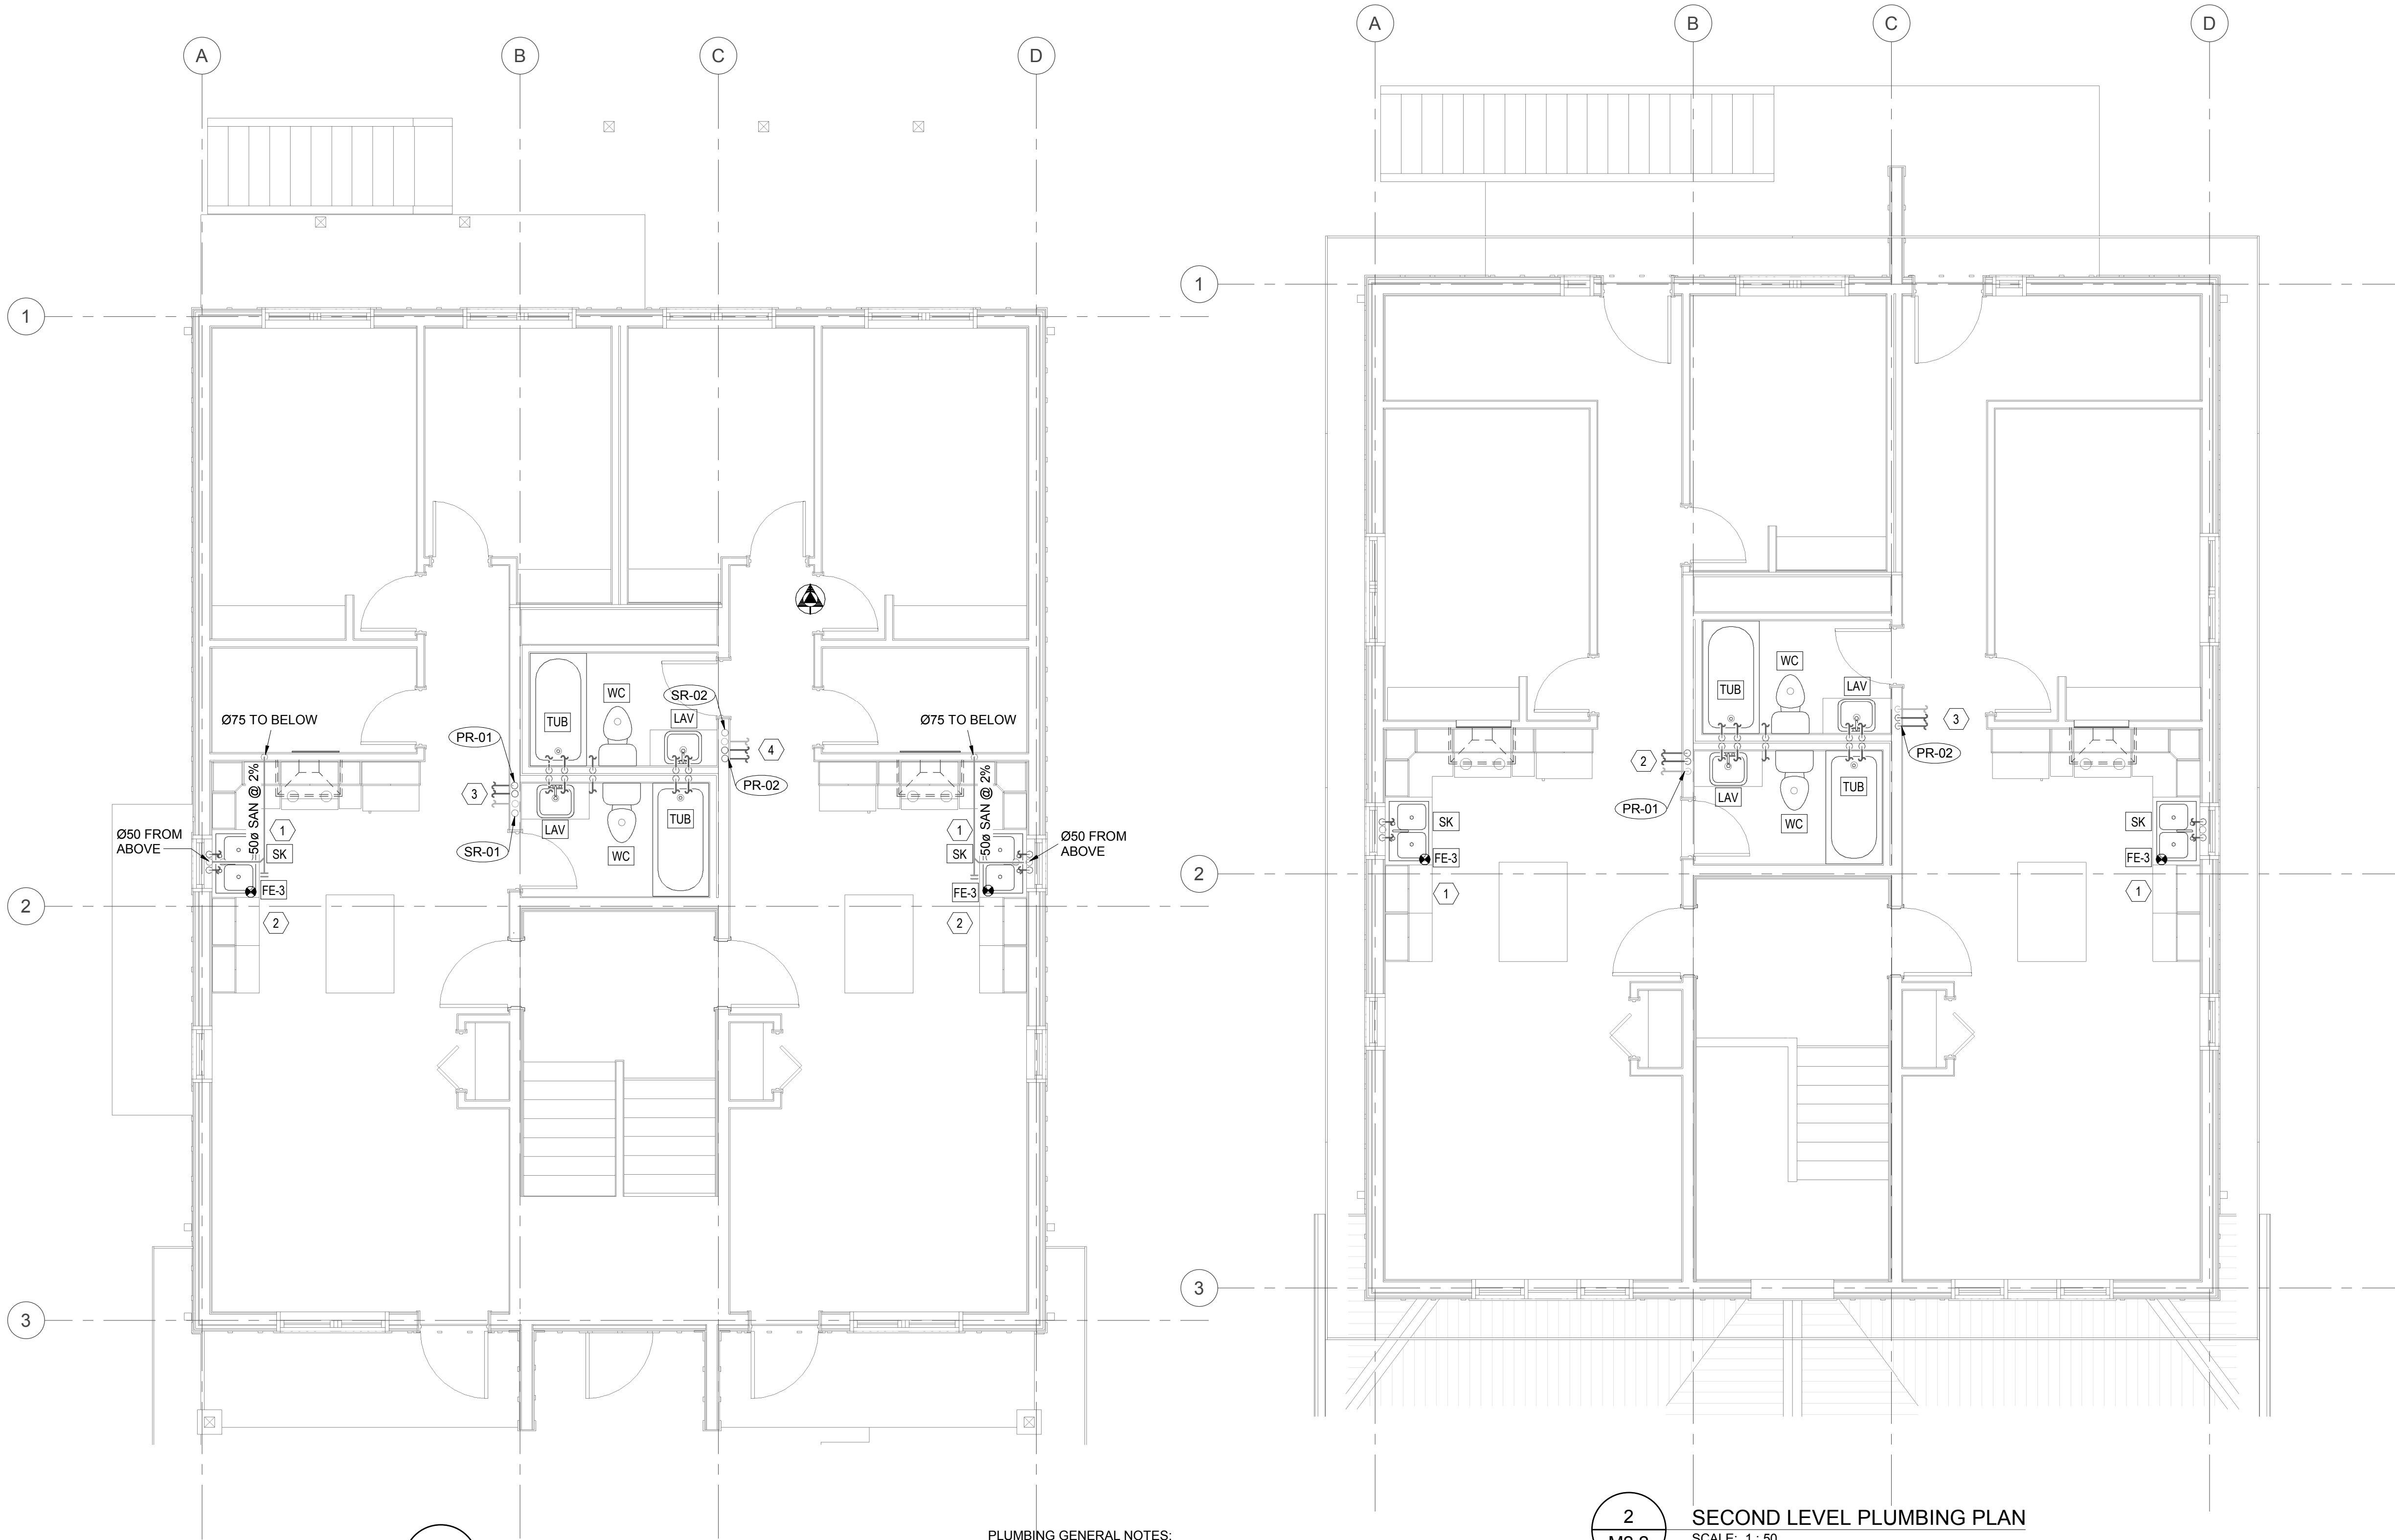 A
B
C
D
1
2
3
Ø75 TO BELOW
Ø75 TO BELOW
WC
TUB
LAV
SR-02
4
PR-02
PR-01
3
SR-01
LAV
WC
TUB
50ø SAN @ 2%
50ø SAN @ 2%
Ø50 FROM
ABOVE
1
SK
FE-3
2
1
SK
FE-3
2
Ø50 FROM
ABOVE
PLUMBING GENERAL NOTES:
A
B
C
D
1
2
3
WC
TUB
LAV
3
PR-02
2
PR-01
LAV
WC
TUB
SK
FE-3
1
SK
FE-3
1
2
SECOND LEVEL PLUMBING PLAN
SCALE: 1 : 50